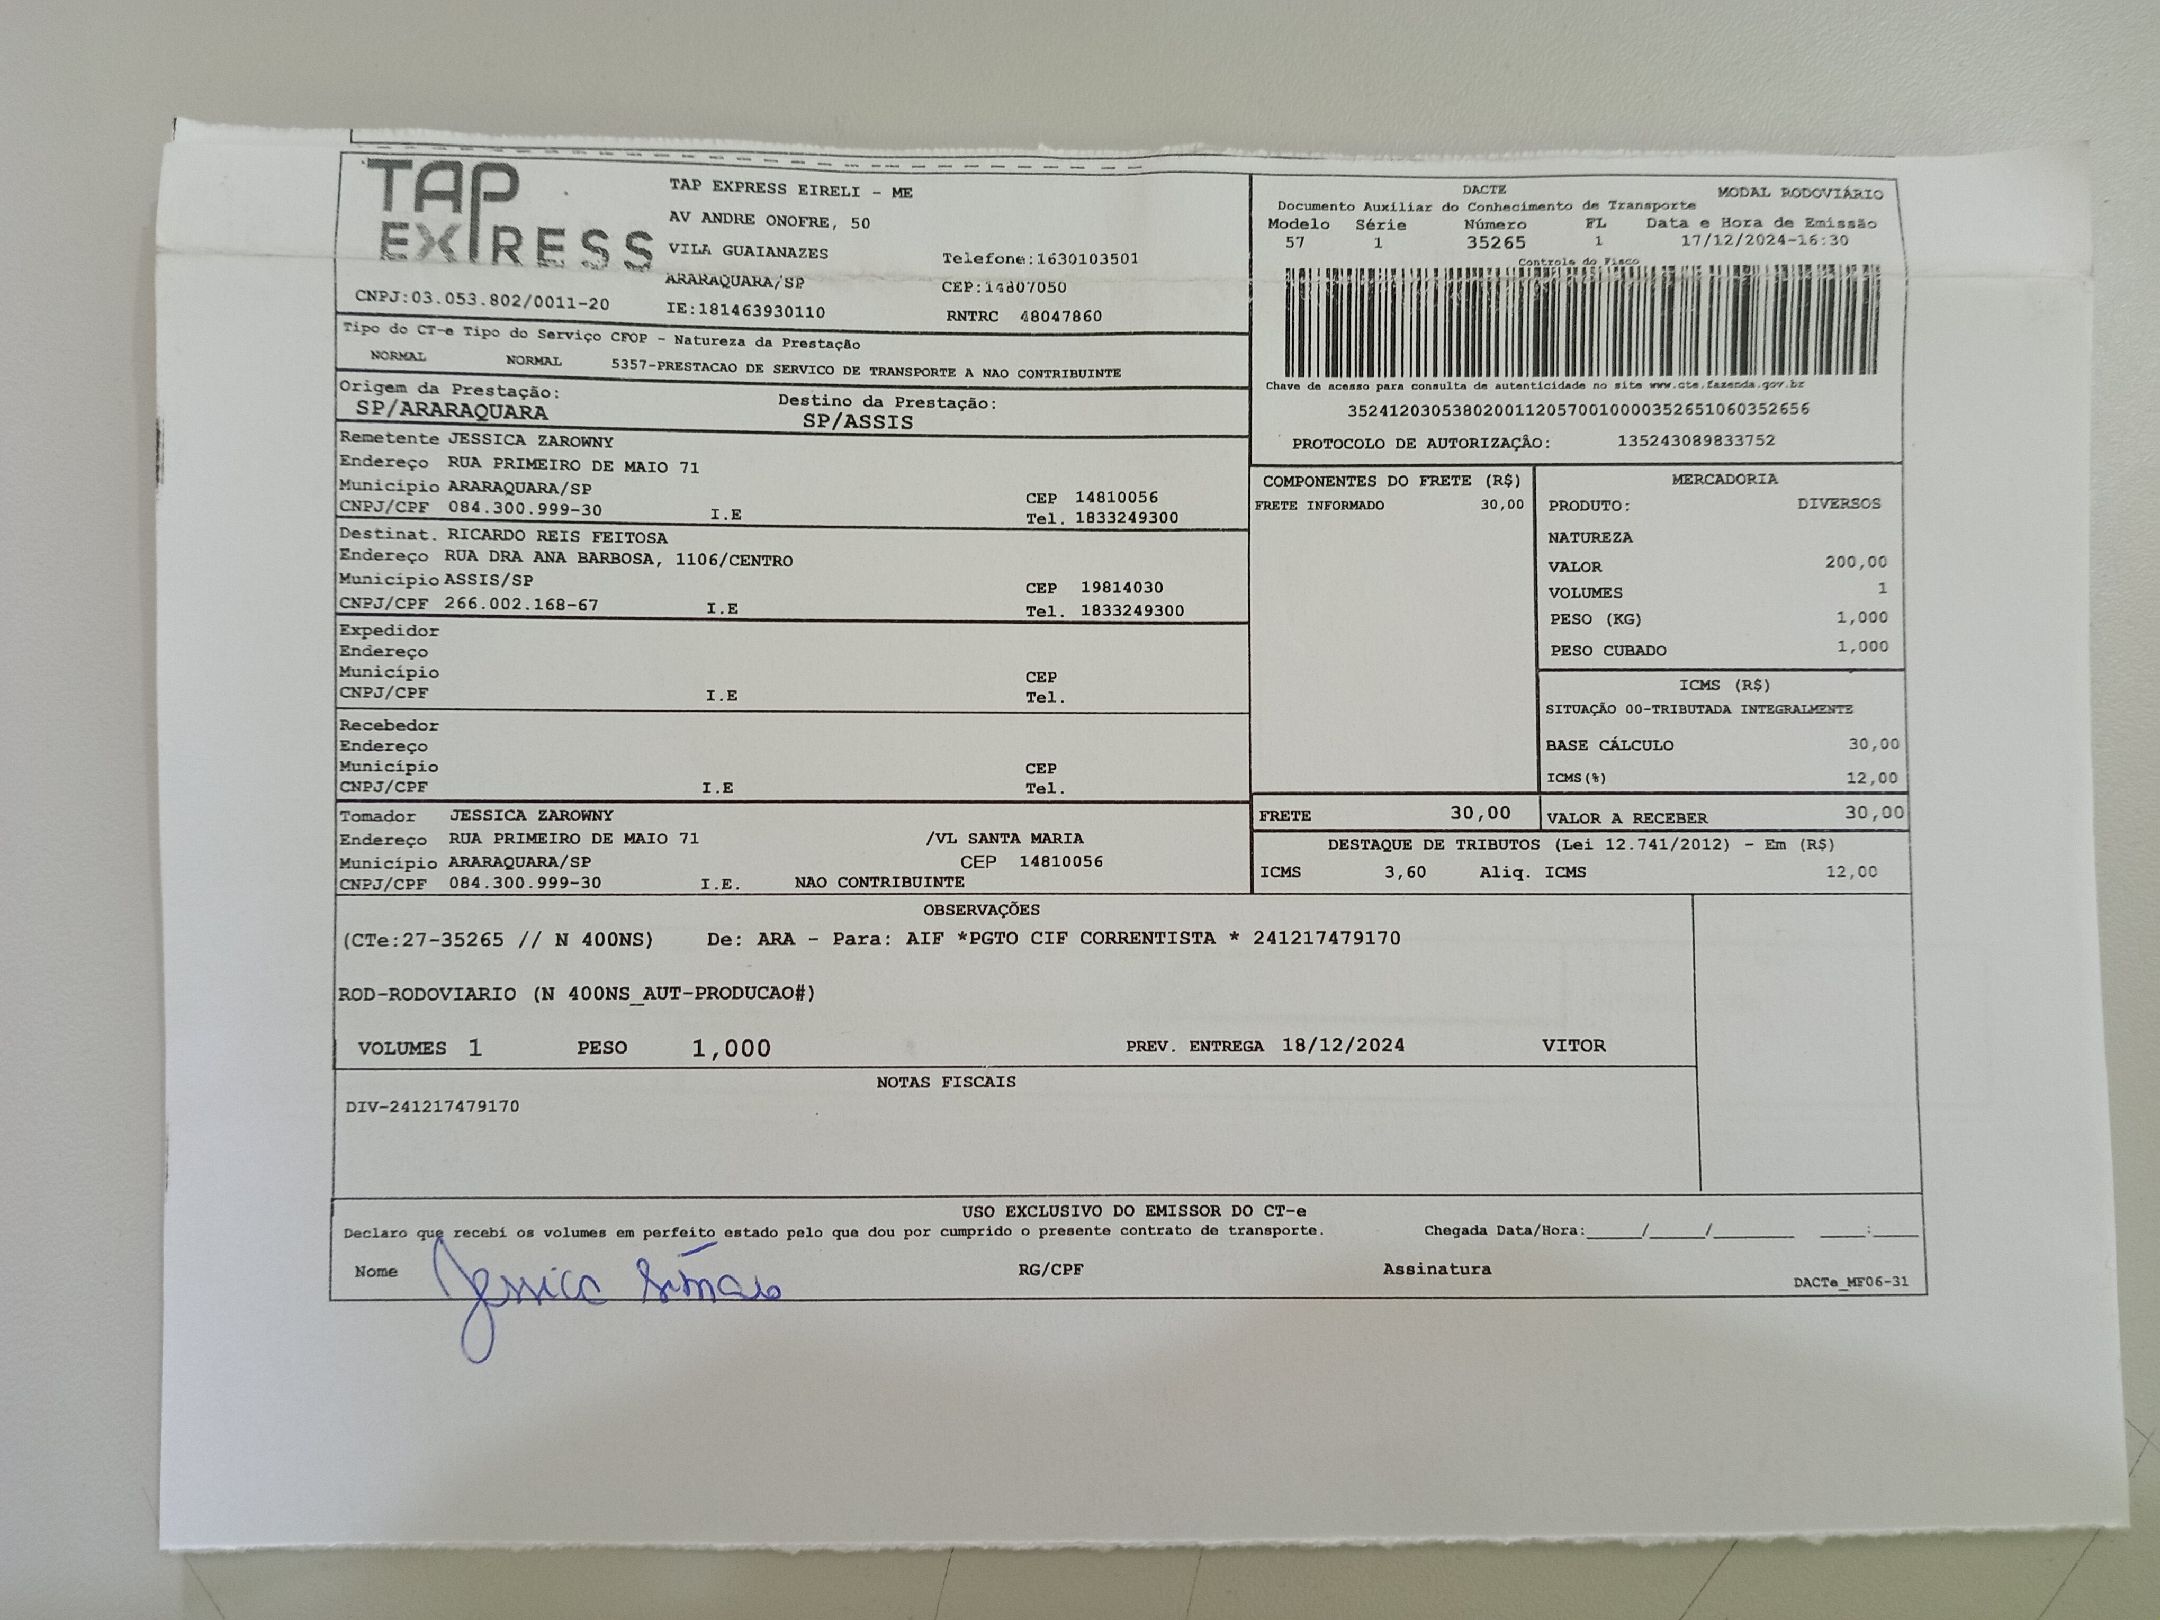 TAP
EXPRESS
TAP EXPRESS EIRELI - ME
AV ANDRE ONOFRE, 50
VILA GUAIANAZES
Telefone:1630103501
ARARAQUARA/SP
CEP:14807050
CNPJ:03.053.802/0011-20
IE:181463930110
RNTRC 48047860
DACTE
MODAL RODOVIÁRIO
Documento Auxiliar do Conhecimento de Transporte
Modelo Série Número FL Data e Hora de Emissão
57 1 35265 1 17/12/2024-16:30
Controle do Fisco
Chave de acesso para consulta de autenticidade no site www.cte.fazenda.gov.br
35241203053802001120570010000352651060352656
PROTOCOLO DE AUTORIZAÇÃO: 135243089833752
Tipo do CT-e Tipo do Serviço CFOP - Natureza da Prestação
NORMAL NORMAL 5357-PRESTACAO DE SERVICO DE TRANSPORTE A NAO CONTRIBUINTE
Origem da Prestação: Destino da Prestação:
SP/ARARAQUARA SP/ASSIS
Remetente JESSICA ZAROWNY
Endereço RUA PRIMEIRO DE MAIO 71
Município ARARAQUARA/SP CEP 14810056
CNPJ/CPF 084.300.999-30 I.E Tel. 1833249300
Destinat. RICARDO REIS FEITOSA
Endereço RUA DRA ANA BARBOSA, 1106/CENTRO
Município ASSIS/SP CEP 19814030
CNPJ/CPF 266.002.168-67 I.E Tel. 1833249300
Expedidor
Endereço
Município CEP
CNPJ/CPF I.E Tel.
Recebedor
Endereço
Município CEP
CNPJ/CPF I.E Tel.
Tomador JESSICA ZAROWNY
Endereço RUA PRIMEIRO DE MAIO 71 /VL SANTA MARIA
Município ARARAQUARA/SP CEP 14810056
CNPJ/CPF 084.300.999-30 I.E. NAO CONTRIBUINTE
COMPONENTES DO FRETE (R$)
FRETE INFORMADO 30,00
MERCADORIA
PRODUTO: DIVERSOS
NATUREZA
VALOR 200,00
VOLUMES 1
PESO (KG) 1,000
PESO CUBADO 1,000
ICMS (R$)
SITUAÇÃO 00-TRIBUTADA INTEGRALMENTE
BASE CÁLCULO 30,00
ICMS(%) 12,00
FRETE 30,00 VALOR A RECEBER 30,00
DESTAQUE DE TRIBUTOS (Lei 12.741/2012) - Em (R$)
ICMS 3,60 Aliq. ICMS 12,00
OBSERVAÇÕES
(CTe:27-35265 // N 400NS) De: ARA - Para: AIF *PGTO CIF CORRENTISTA * 241217479170
ROD-RODOVIARIO (N 400NS_AUT-PRODUCAO#)
VOLUMES 1 PESO 1,000 PREV. ENTREGA 18/12/2024 VITOR
NOTAS FISCAIS
DIV-241217479170
USO EXCLUSIVO DO EMISSOR DO CT-e
Declaro que recebi os volumes em perfeito estado pelo que dou por cumprido o presente contrato de transporte. Chegada Data/Hora:_____/_____/_______ ____:____
Nome Jessica Simão RG/CPF Assinatura
DACTe_MF06-31